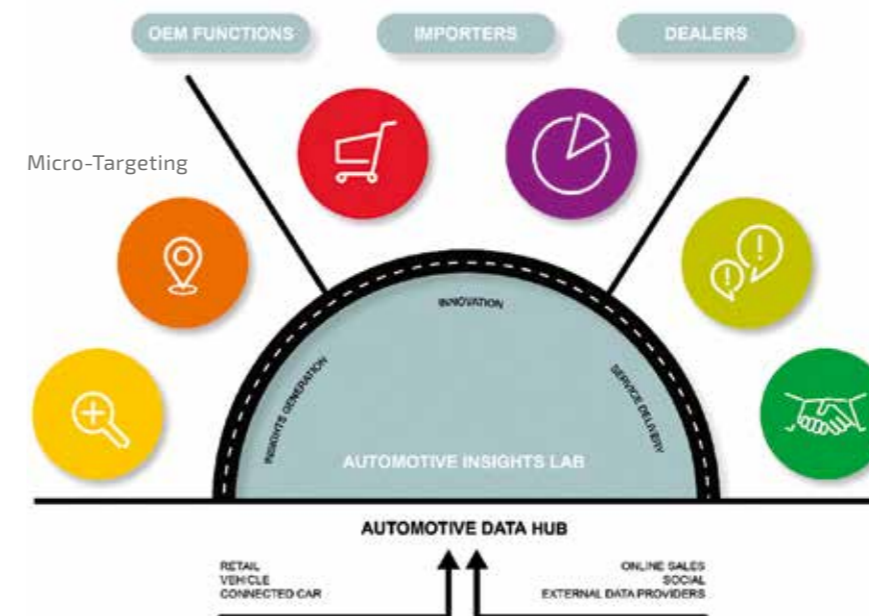 OEM FUNCTIONS
IMPORTERS
DEALERS
Micro-Targeting
INNOVATION
INSIGHTS GENERATION
SERVICE DELIVERY
AUTOMOTIVE INSIGHTS LAB
AUTOMOTIVE DATA HUB
RETAIL
VEHICLE
CONNECTED CAR
ONLINE SALES
SOCIAL
EXTERNAL DATA PROVIDERS